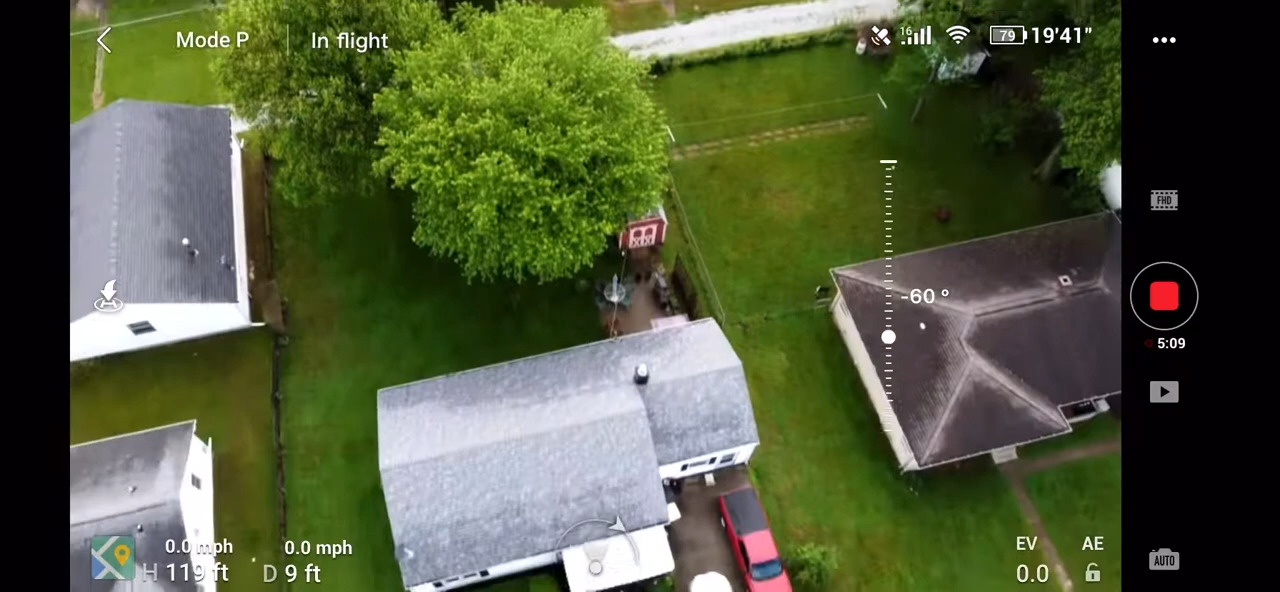 Mode P
In flight
16
79
19'41"
FHD
-60 °
5:09
0.0 mph
0.0 mph
H 119 ft
D 9 ft
EV
AE
0.0
AUTO